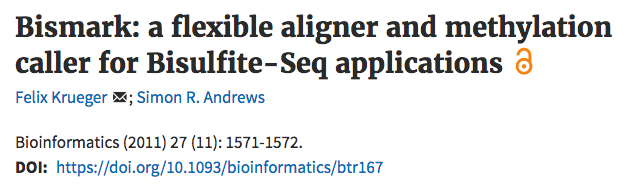 Bismark: a flexible aligner and methylation
caller for Bisulfite-Seq applications
Felix Krueger ; Simon R. Andrews
Bioinformatics (2011) 27 (11): 1571-1572.
DOI: https://doi.org/10.1093/bioinformatics/btr167